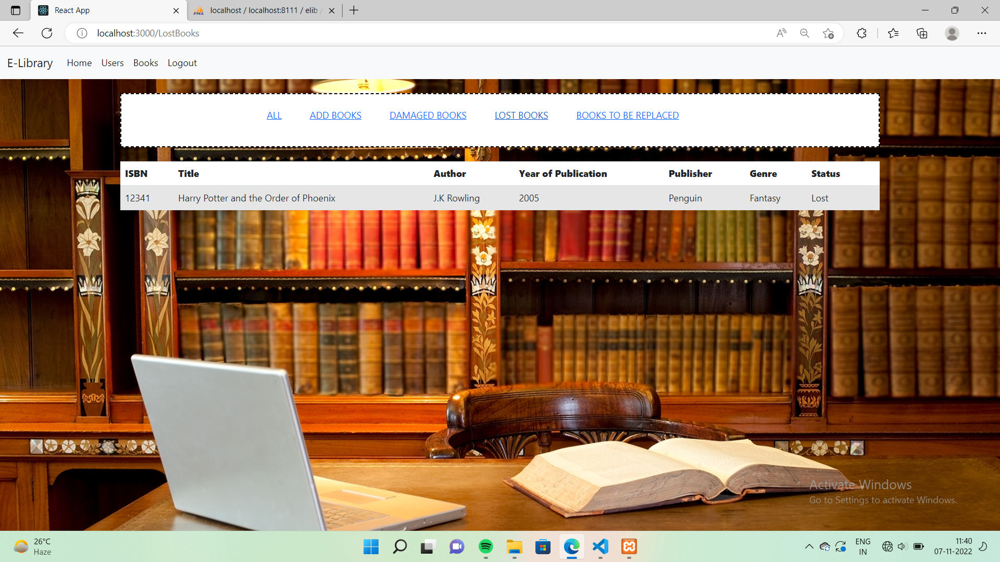 React App
localhost / localhost:8111 / elib /
localhost:3000/LostBooks
E-Library Home Users Books Logout
ALL ADD BOOKS DAMAGED BOOKS LOST BOOKS BOOKS TO BE REPLACED
ISBN Title Author Year of Publication Publisher Genre Status
12341 Harry Potter and the Order of Phoenix J.K Rowling 2005 Penguin Fantasy Lost
Activate Windows
Go to Settings to activate Windows.
26°C
Haze
ENG
IN
11:40
07-11-2022